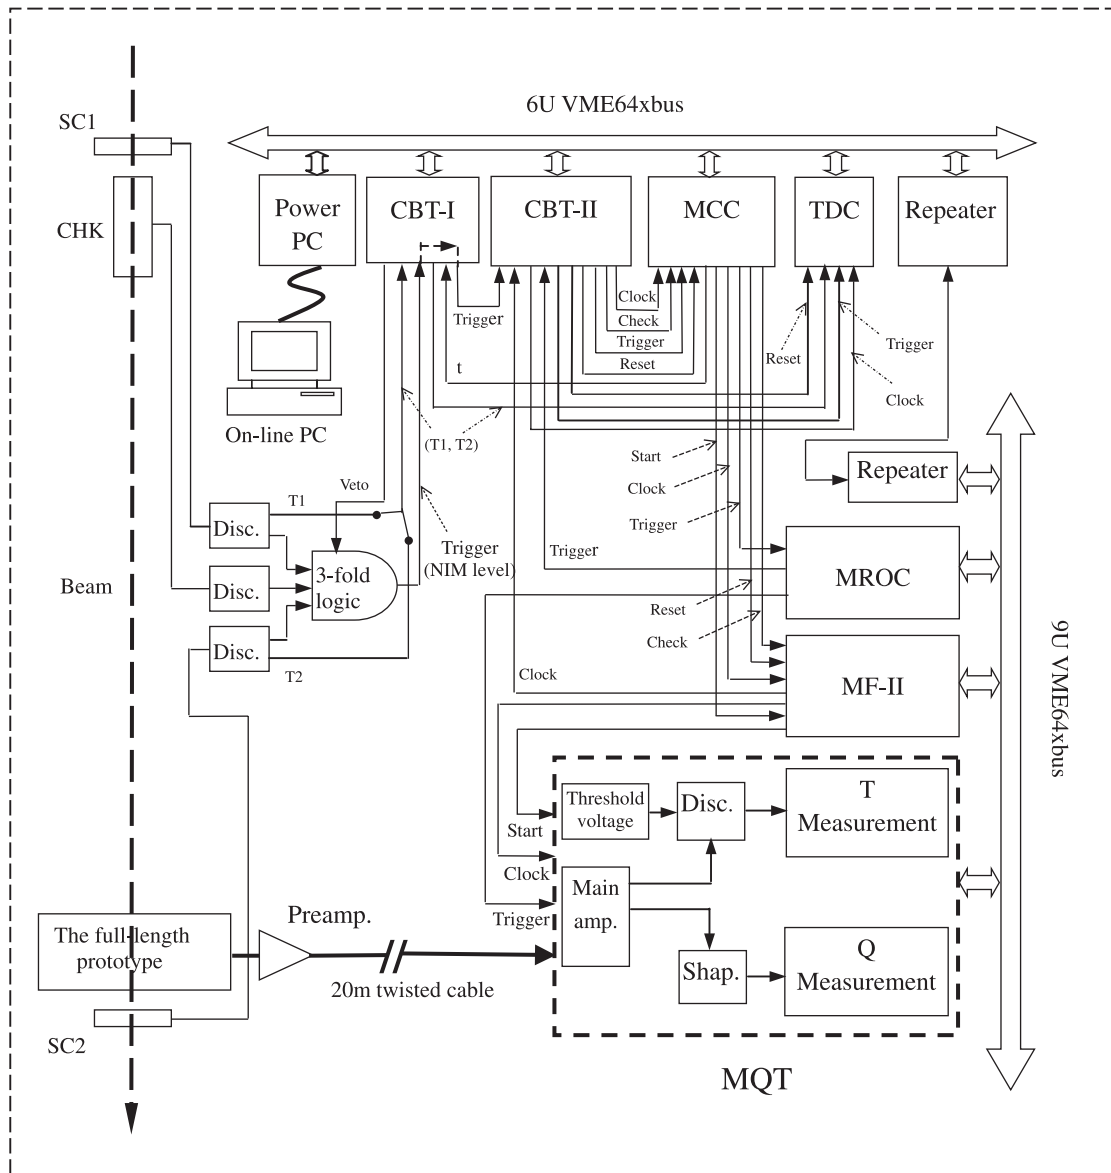 6U VME64xbus
SC1
CHK
Power
PC
CBT-I
CBT-II
MCC
TDC
Repeater
Clock
Check
Trigger
Reset
Trigger
t
Reset
Trigger
Clock
On-line PC
(T1, T2)
Start
Clock
Trigger
Repeater
Veto
T1
Disc.
Trigger
(NIM level)
3-fold
logic
Trigger
MROC
Beam
Disc.
Reset
Check
Disc.
T2
Clock
MF-II
9U VME64xbus
Threshold
voltage
Disc.
T
Measurement
Start
Clock
Trigger
Main
amp.
The full-length
prototype
Preamp.
20m twisted cable
Shap.
Q
Measurement
SC2
MQT